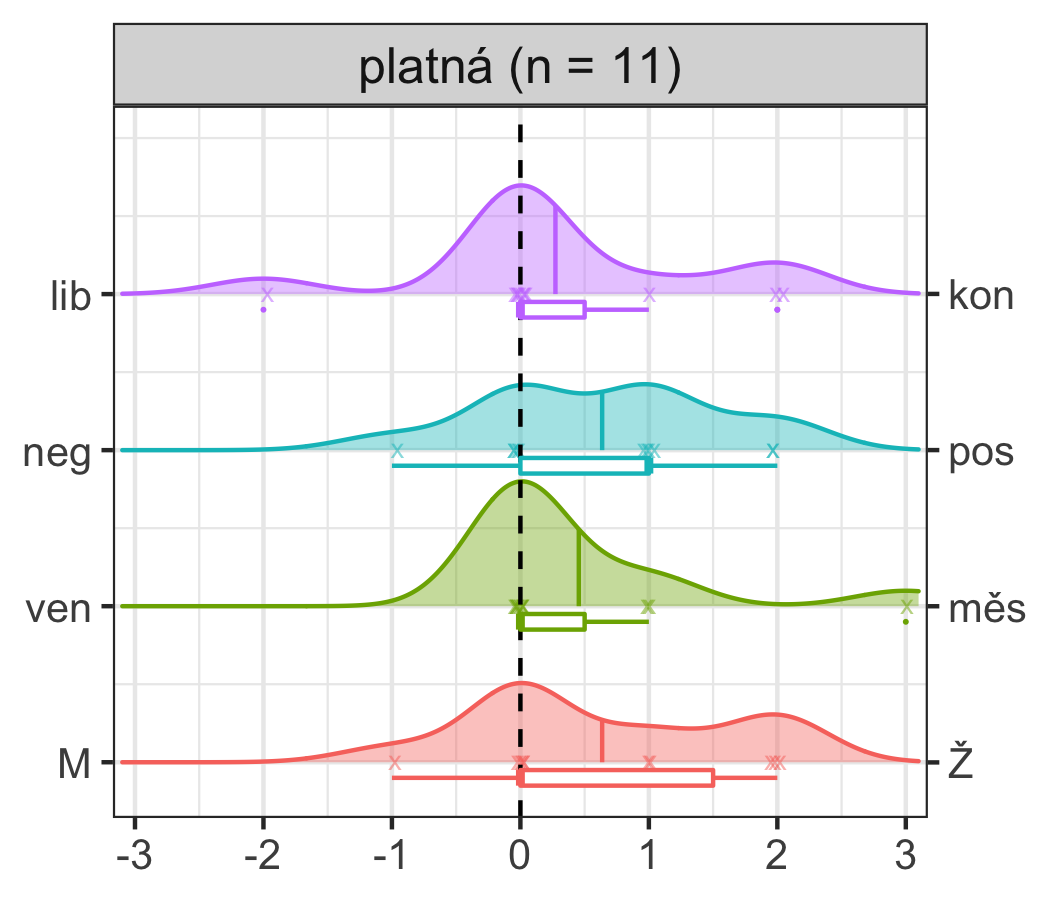 platná (n = 11)
lib kon
neg pos
ven měs
M Ž
-3 -2 -1 0 1 2 3